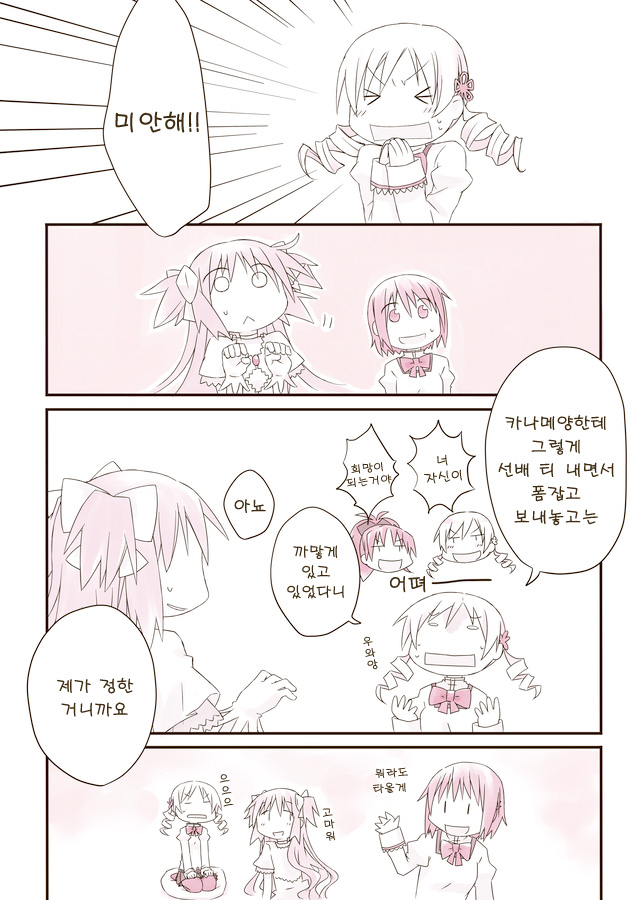 미안해!!
카나메양한테
그렇게
선배 티 내면서
폼잡고
보내놓고는
너
자신이
희망이
되는거야
까맣게
있고
있었다니
어쪄
우와앙
아뇨
제가 정한
거니까요
으으으
고마워
뭐라도
타올게